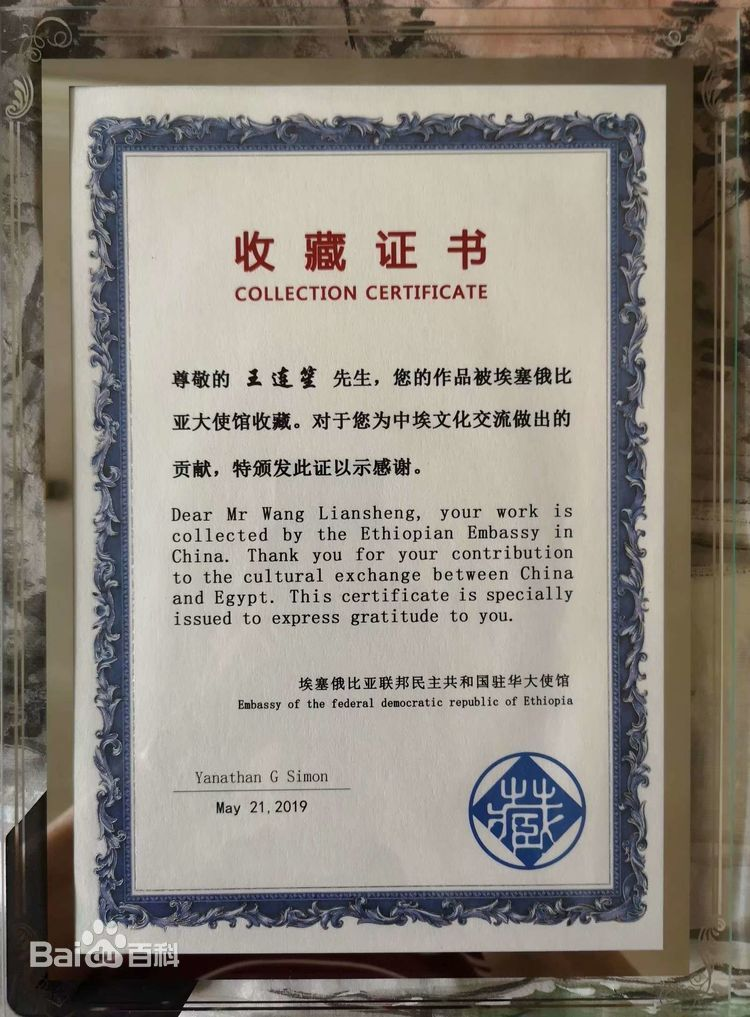 收藏证书
COLLECTION CERTIFICATE
尊敬的 王连笙 先生，您的作品被埃塞俄比
亚大使馆收藏。对于您为中埃文化交流做出的
贡献，特颁发此证以示感谢。
Dear Mr Wang Liansheng, your work is
collected by the Ethiopian Embassy in
China. Thank you for your contribution
to the cultural exchange between China
and Egypt. This certificate is specially
issued to express gratitude to you.
埃塞俄比亚联邦民主共和国驻华大使馆
Embassy of the federal democratic republic of Ethiopia
Yanathan G Simon
May 21,2019
藏
Bai百科